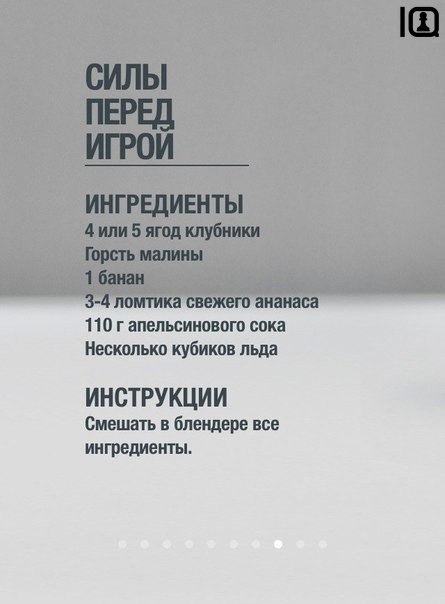 IQ
СИЛЫ
ПЕРЕД
ИГРОЙ
ИНГРЕДИЕНТЫ
4 или 5 ягод клубники
Горсть малины
1 банан
3-4 ломтика свежего ананаса
110 г апельсинового сока
Несколько кубиков льда
ИНСТРУКЦИИ
Смешать в блендере все
ингредиенты.